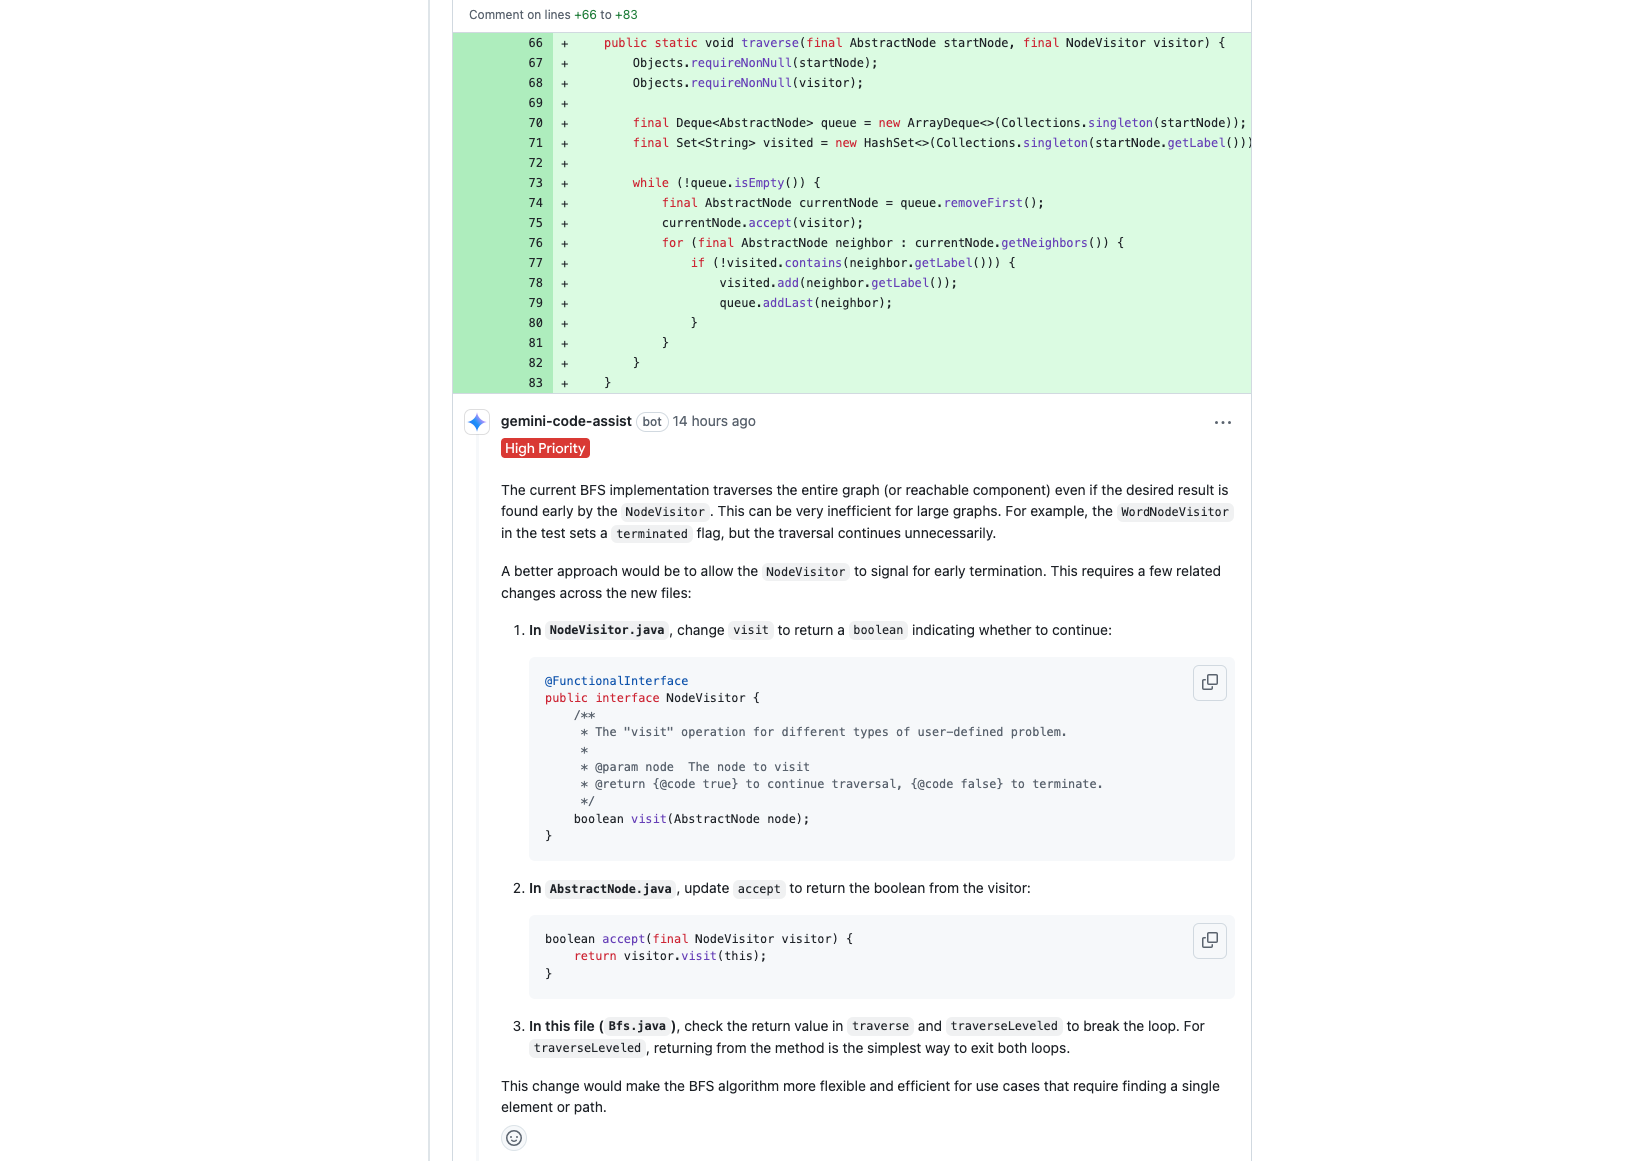 Comment on lines +66 to +83
66 + public static void traverse(final AbstractNode startNode, final NodeVisitor visitor) {
67 + Objects.requireNonNull(startNode);
68 + Objects.requireNonNull(visitor);
69 +
70 + final Deque<AbstractNode> queue = new ArrayDeque<>(Collections.singleton(startNode));
71 + final Set<String> visited = new HashSet<>(Collections.singleton(startNode.getLabel()))
72 +
73 + while (!queue.isEmpty()) {
74 + final AbstractNode currentNode = queue.removeFirst();
75 + currentNode.accept(visitor);
76 + for (final AbstractNode neighbor : currentNode.getNeighbors()) {
77 + if (!visited.contains(neighbor.getLabel())) {
78 + visited.add(neighbor.getLabel());
79 + queue.addLast(neighbor);
80 + }
81 + }
82 + }
83 + }
gemini-code-assist bot 14 hours ago
High Priority
The current BFS implementation traverses the entire graph (or reachable component) even if the desired result is
found early by the NodeVisitor. This can be very inefficient for large graphs. For example, the WordNodeVisitor
in the test sets a terminated flag, but the traversal continues unnecessarily.
A better approach would be to allow the NodeVisitor to signal for early termination. This requires a few related
changes across the new files:
1. In NodeVisitor.java, change visit to return a boolean indicating whether to continue:
@FunctionalInterface
public interface NodeVisitor {
/**
* The "visit" operation for different types of user-defined problem.
*
* @param node  The node to visit
* @return {@code true} to continue traversal, {@code false} to terminate.
*/
boolean visit(AbstractNode node);
}
2. In AbstractNode.java, update accept to return the boolean from the visitor:
boolean accept(final NodeVisitor visitor) {
return visitor.visit(this);
}
3. In this file (Bfs.java), check the return value in traverse and traverseLeveled to break the loop. For
traverseLeveled, returning from the method is the simplest way to exit both loops.
This change would make the BFS algorithm more flexible and efficient for use cases that require finding a single
element or path.